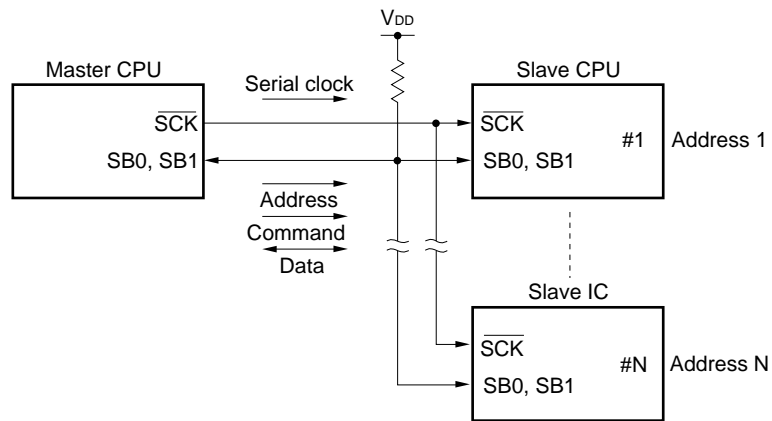 VDD
Master CPU
Serial clock
Slave CPU
SCK
SB0, SB1
SCK
SB0, SB1
#1
Address 1
Address
Command
Data
Slave IC
SCK
SB0, SB1
#N
Address N